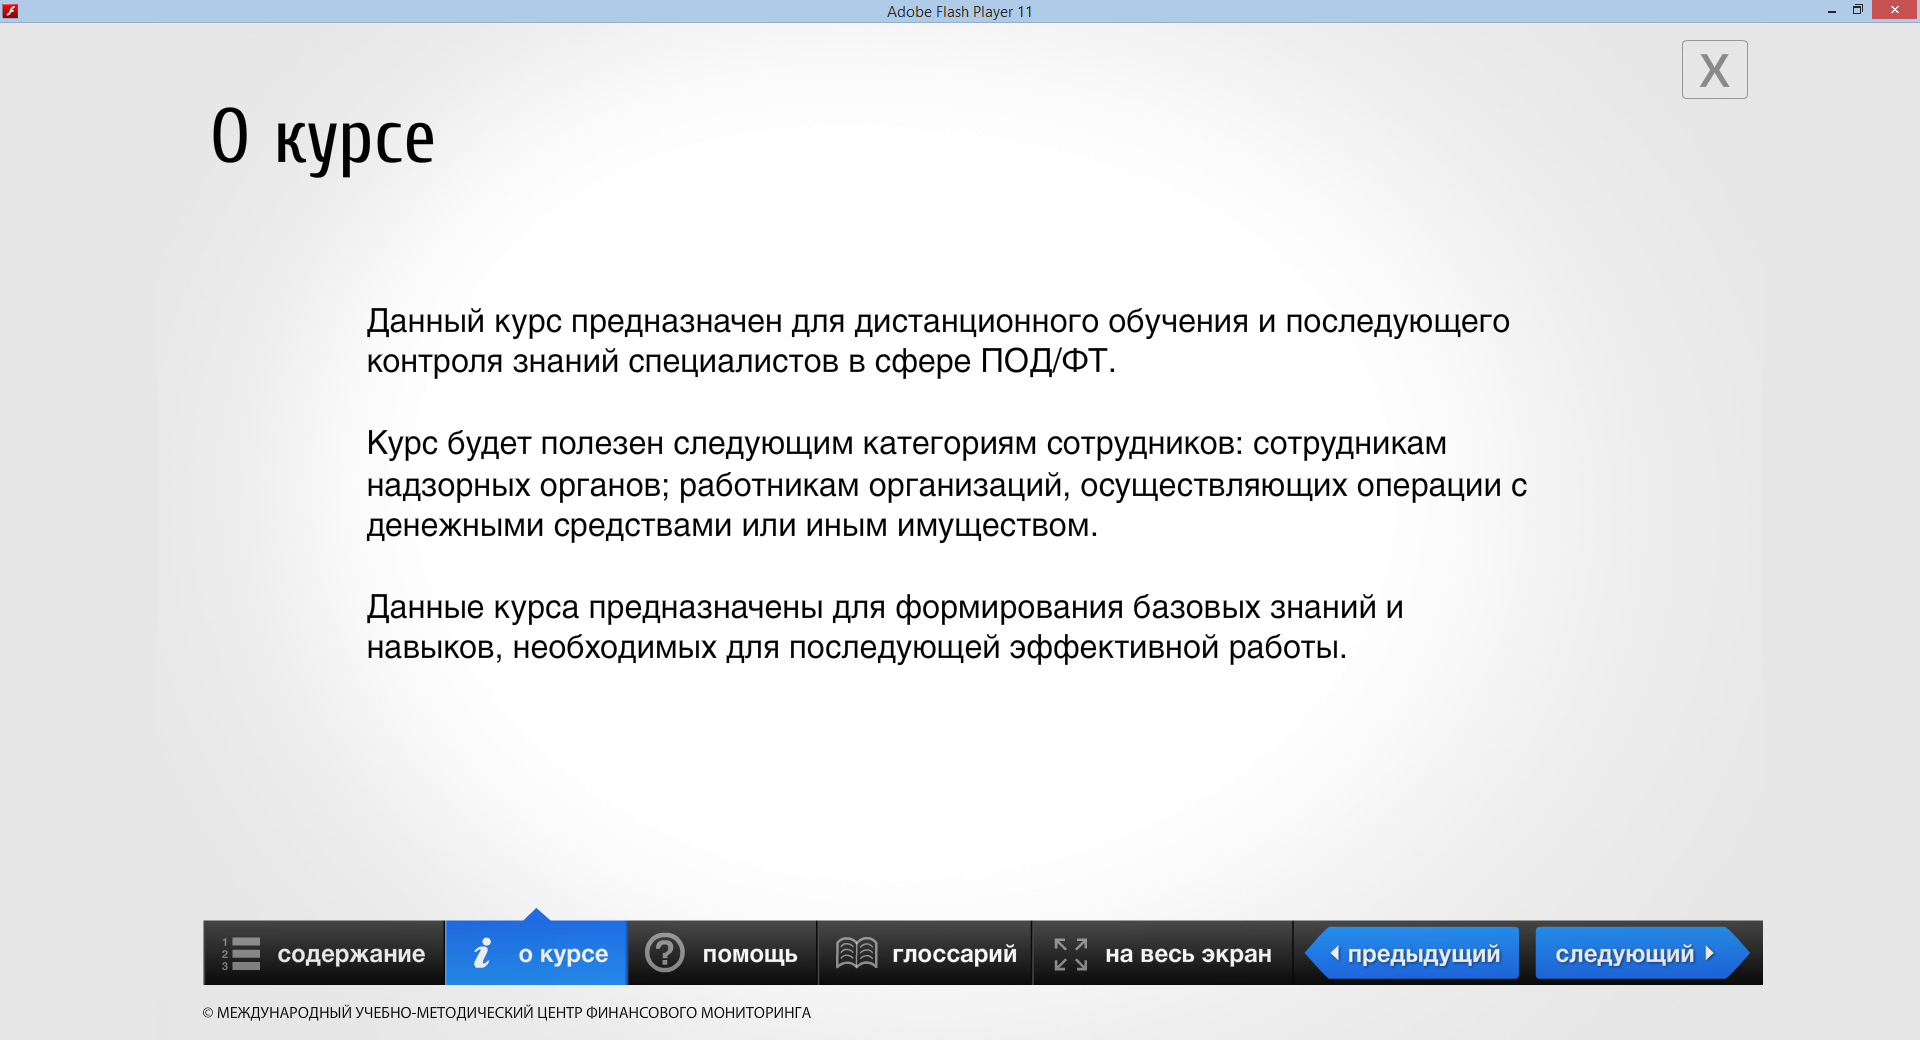 Adobe Flash Player 11
X
О курсе
Данный курс предназначен для дистанционного обучения и последующего
контроля знаний специалистов в сфере ПОД/ФТ.
Курс будет полезен следующим категориям сотрудников: сотрудникам
надзорных органов; работникам организаций, осуществляющих операции с
денежными средствами или иным имуществом.
Данные курса предназначены для формирования базовых знаний и
навыков, необходимых для последующей эффективной работы.
1
2
3
содержание
i о курсе
? помощь
глоссарий
на весь экран
предыдущий
следующий
© МЕЖДУНАРОДНЫЙ УЧЕБНО-МЕТОДИЧЕСКИЙ ЦЕНТР ФИНАНСОВОГО МОНИТОРИНГА